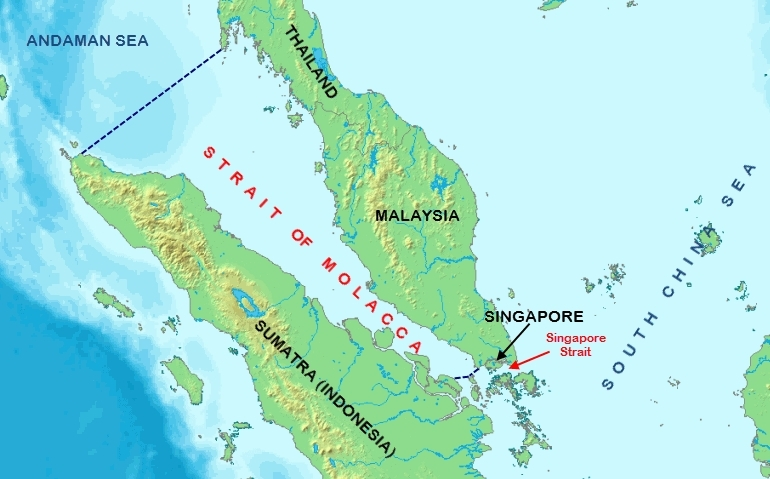 ANDAMAN SEA
THAILAND
STRAIT OF MOLACCA
MALAYSIA
SOUTH CHINA SEA
SINGAPORE
Singapore
Strait
SUMATRA (INDONESIA)